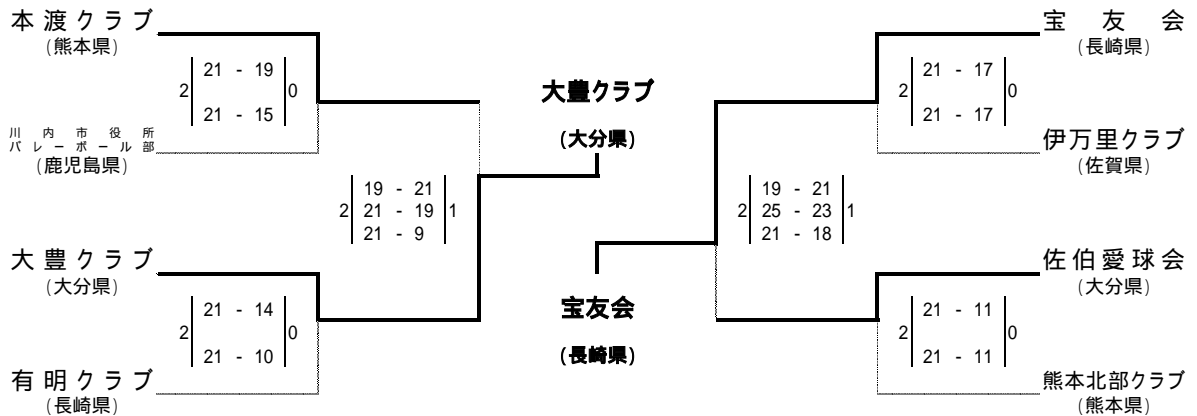 本渡クラブ
(熊本県)
2 21 - 19 0
21 - 15
川内市役所
バレーボール部
(鹿児島県)
2 19 - 21 1
21 - 19
21 - 9
大豊クラブ
(大分県)
2 21 - 14 0
21 - 10
有明クラブ
(長崎県)
大豊クラブ
(大分県)
宝友会
(長崎県)
宝友会
(長崎県)
2 21 - 17 0
21 - 17
伊万里クラブ
(佐賀県)
2 19 - 21 1
25 - 23
21 - 18
佐伯愛球会
(大分県)
2 21 - 11 0
21 - 11
熊本北部クラブ
(熊本県)